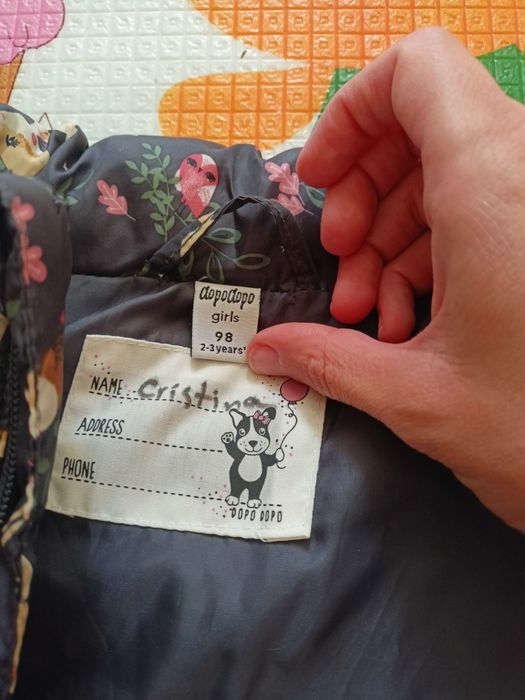 dopodopo
girls
98
2-3 years
NAME Cristina
ADDRESS
PHONE
DOPO DOPO